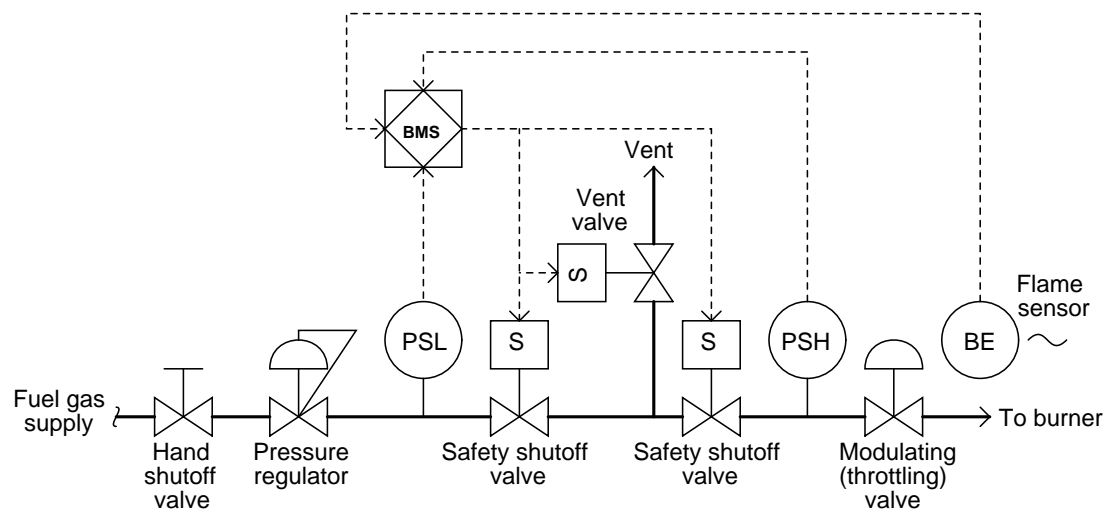 BMS
Vent
Vent
valve
S
Flame
sensor
PSL
S
S
PSH
BE
Fuel gas
supply
To burner
Hand
shutoff
valve
Pressure
regulator
Safety shutoff
valve
Safety shutoff
valve
Modulating
(throttling)
valve